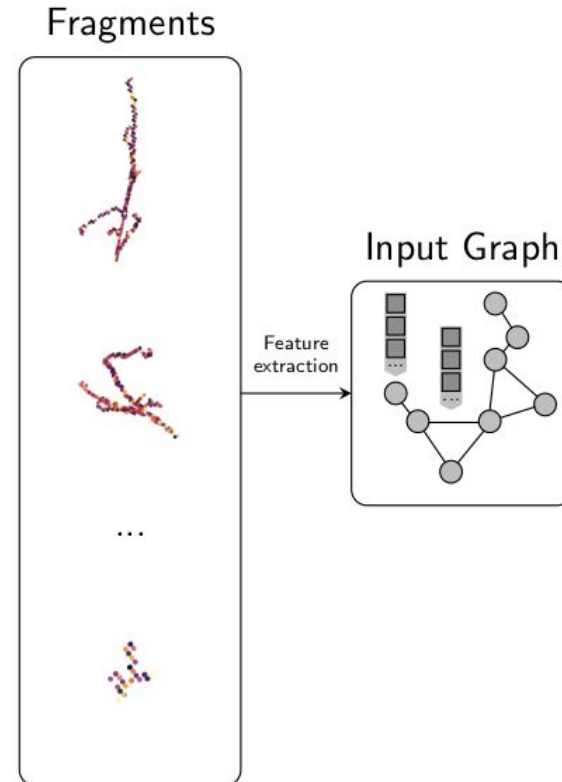 Fragments
Input Graph
Feature
extraction
...
...
...